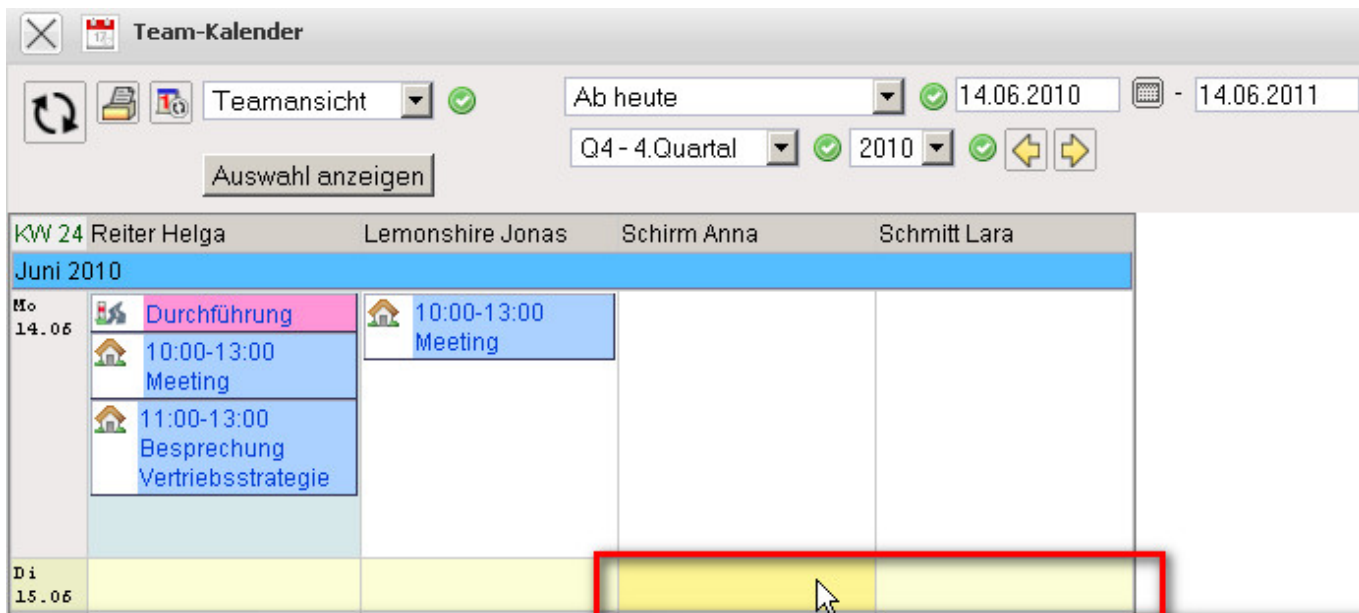 Team-Kalender
Teamansicht
Ab heute
14.06.2010 - 14.06.2011
Q4 - 4.Quartal
2010
Auswahl anzeigen
KW 24 Reiter Helga Lemonshire Jonas Schirm Anna Schmitt Lara
Juni 2010
Mo
14.06
Durchführung
10:00-13:00
Meeting
11:00-13:00
Besprechung
Vertriebsstrategie
10:00-13:00
Meeting
Di
15.06